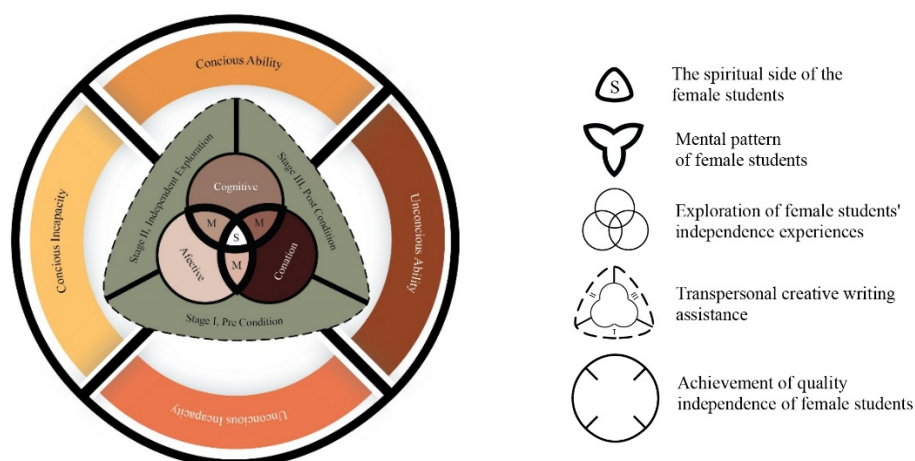 Concious Ability
Concious Incapacity
Unconcious Ability
Unconcious Incapacity
Stage II, Independent Exploration
Stage III, Post Condition
Stage I, Pre Condition
Cognitive
M
M
S
M
Afective
Conation
S
The spiritual side of the
female students
Mental pattern
of female students
Exploration of female students'
independence experiences
II
III
I
Transpersonal creative writing
assistance
Achievement of quality
independence of female students